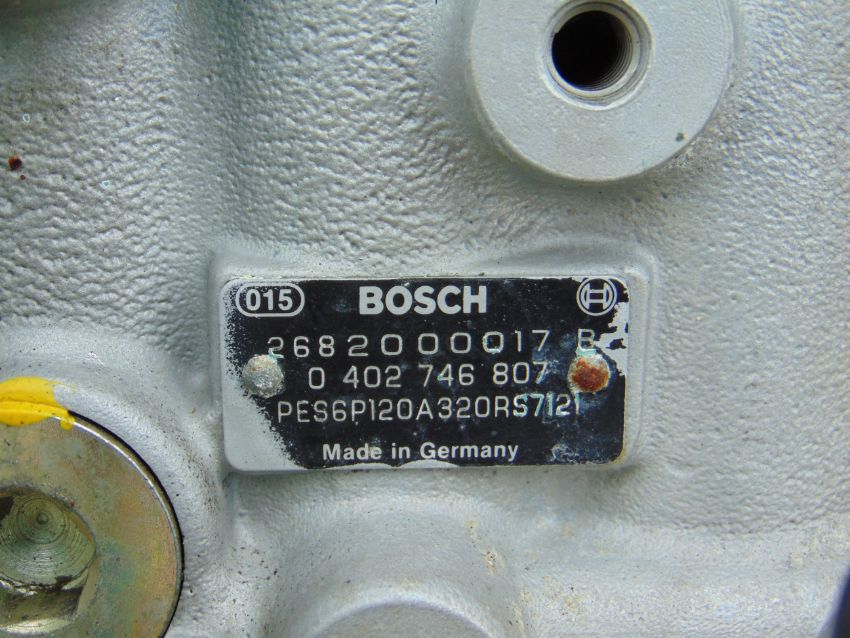 015 BOSCH
2682000017 B
0 402 746 807
PES6P120A320RS7121
Made in Germany